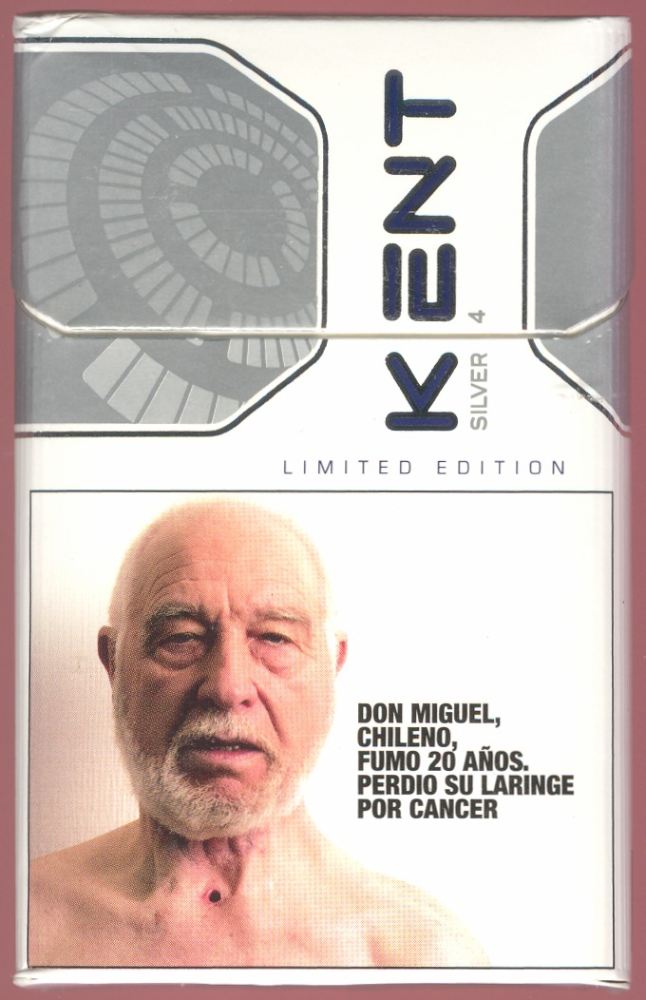 KENT
SILVER 4
LIMITED EDITION
DON MIGUEL,
CHILENO,
FUMO 20 AÑOS.
PERDIO SU LARINGE
POR CANCER